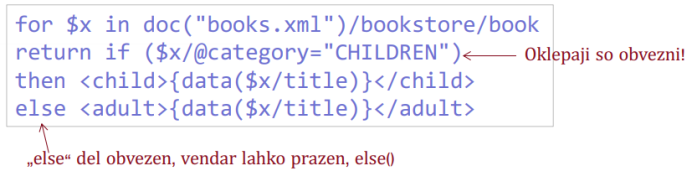 for $x in doc("books.xml")/bookstore/book
return if ($x/@category="CHILDREN")
Oklepaji so obvezni!
then <child>{data($x/title)}</child>
else <adult>{data($x/title)}</adult>
„else“ del obvezen, vendar lahko prazen, else()